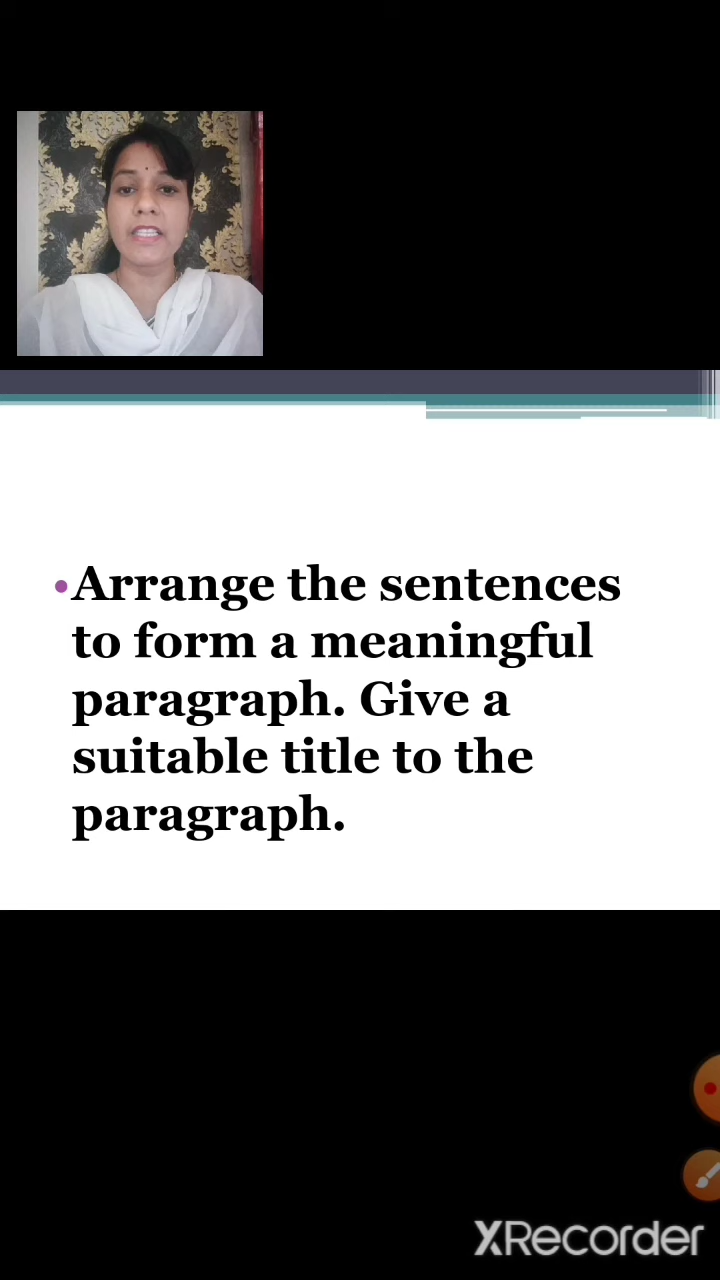 •Arrange the sentences
to form a meaningful
paragraph. Give a
suitable title to the
paragraph.
XRecorder